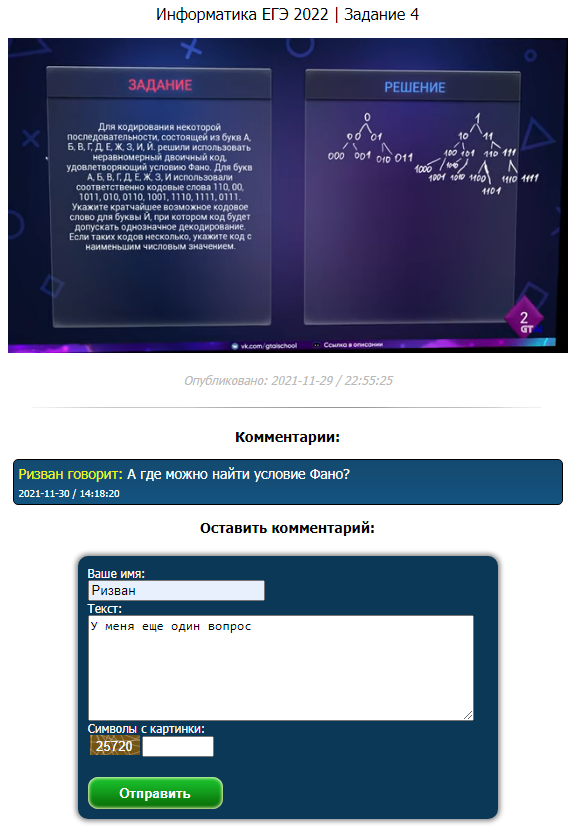 Информатика ЕГЭ 2022 | Задание 4
ЗАДАНИЕ
Для кодирования некоторой
последовательности, состоящей из букв А,
Б, В, Г, Д, Е, Ж, З, И, Й. решили использовать
неравномерный двоичный код,
удовлетворяющий условию Фано. Для букв
А, Б, В, Г, Д, Е, Ж, З, И использовали
соответственно кодовые слова 110, 00,
1011, 010, 0110, 1001, 1110, 1111, 0111.
Укажите кратчайшее возможное кодовое
слово для буквы Й, при котором код будет
допускать однозначное декодирование.
Если таких кодов несколько, укажите код с
наименьшим числовым значением.
РЕШЕНИЕ
0 1
00 01 10 11
000 001 010 011 100 101 110 111
1000 1001 1010 1100 1110 1111
1101
2
GT
vk.com/gtaischool Ссылка в описании
Опубликовано: 2021-11-29 / 22:55:25
Комментарии:
Ризван говорит: А где можно найти условие Фано?
2021-11-30 / 14:18:20
Оставить комментарий:
Ваше имя:
Ризван
Текст:
У меня еще один вопрос
Символы с картинки:
25720
Отправить